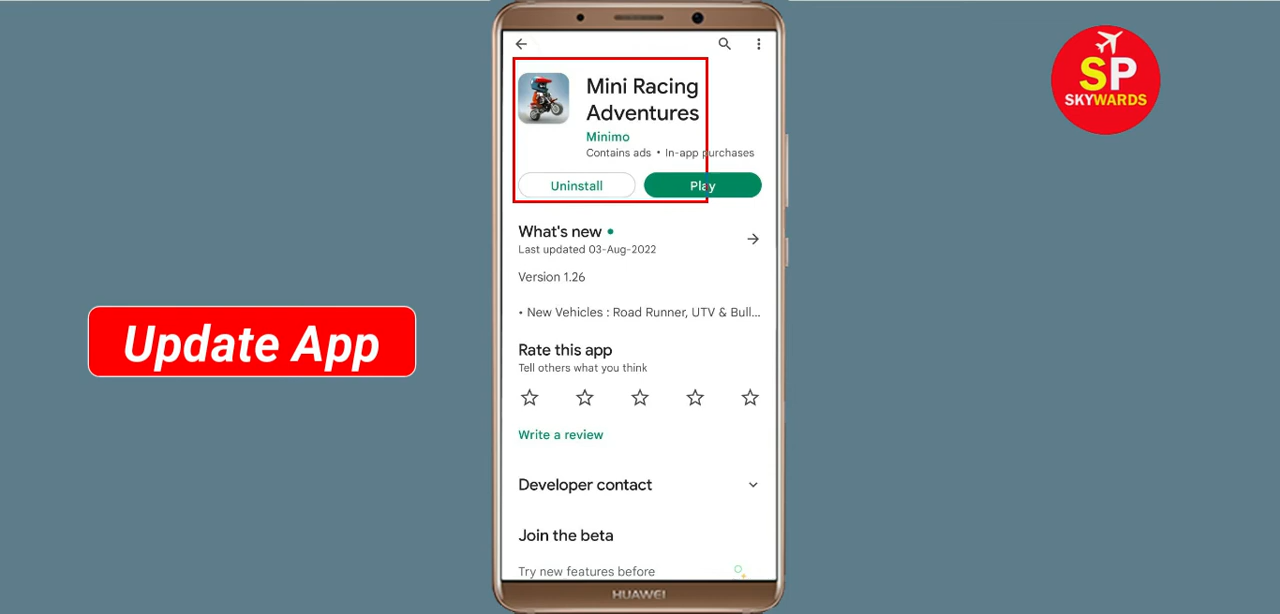 Mini Racing
Adventures
Minimo
Contains ads • In-app purchases
Uninstall
Play
What's new •
Last updated 03-Aug-2022
Version 1.26
• New Vehicles : Road Runner, UTV & Bull...
Rate this app
Tell others what you think
Write a review
Developer contact
Join the beta
Try new features before
HUAWEI
Update App
SP
SKYWARDS